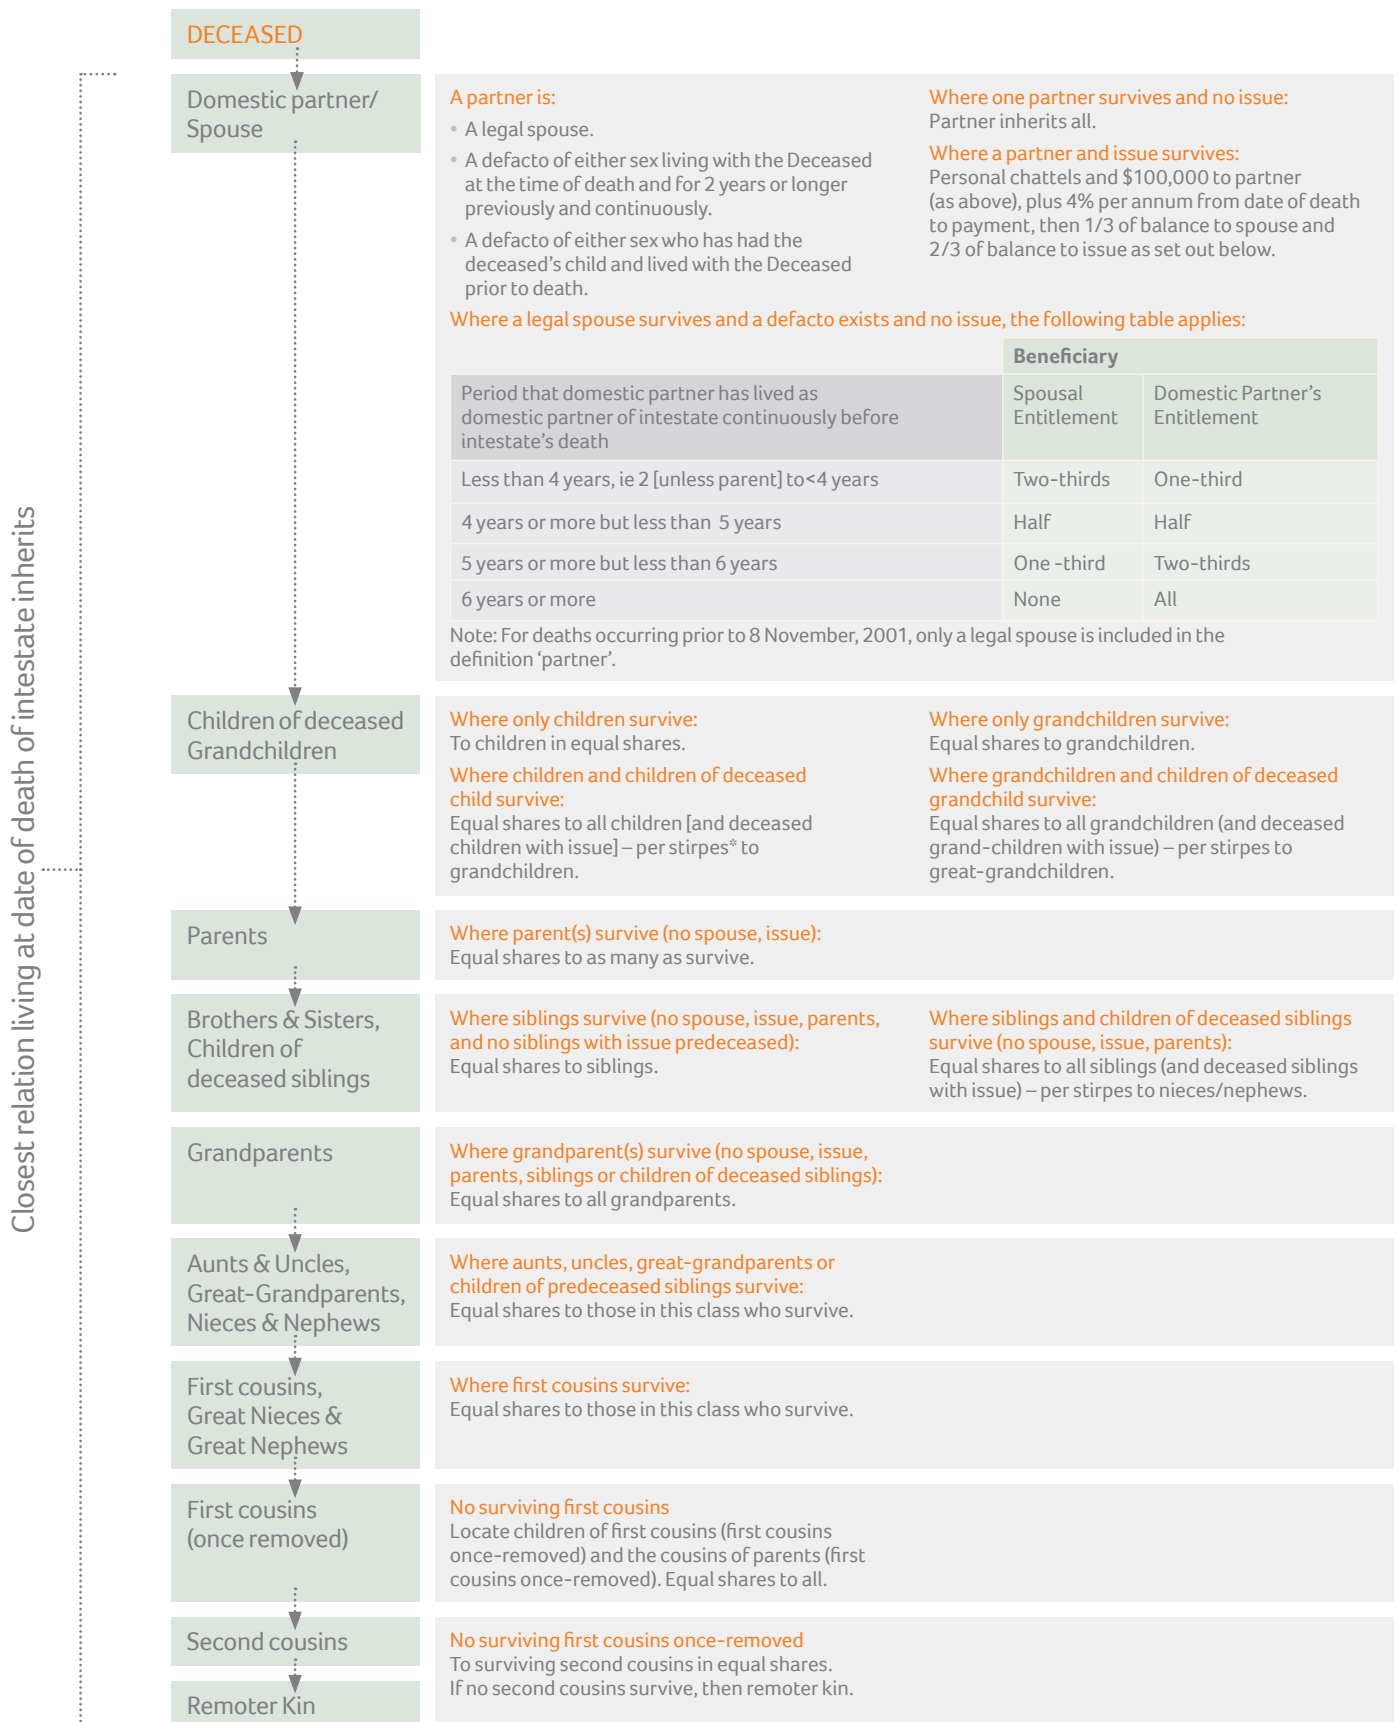 DECEASED
Closest relation living at date of death of intestate inherits
Domestic partner/
Spouse
A partner is:
• A legal spouse.
• A defacto of either sex living with the Deceased
at the time of death and for 2 years or longer
previously and continuously.
• A defacto of either sex who has had the
deceased's child and lived with the Deceased
prior to death.
Where one partner survives and no issue:
Partner inherits all.
Where a partner and issue survives:
Personal chattels and $100,000 to partner
(as above), plus 4% per annum from date of death
to payment, then 1/3 of balance to spouse and
2/3 of balance to issue as set out below.
Where a legal spouse survives and a defacto exists and no issue, the following table applies:
Beneficiary
Period that domestic partner has lived as
domestic partner of intestate continuously before
intestate's death
Spousal
Entitlement
Domestic Partner's
Entitlement
Less than 4 years, ie 2 [unless parent] to<4 years
Two-thirds
One-third
4 years or more but less than 5 years
Half
Half
5 years or more but less than 6 years
One -third
Two-thirds
6 years or more
None
All
Note: For deaths occurring prior to 8 November, 2001, only a legal spouse is included in the
definition 'partner'.
Children of deceased
Grandchildren
Where only children survive:
To children in equal shares.
Where children and children of deceased
child survive:
Equal shares to all children [and deceased
children with issue] – per stirpes* to
grandchildren.
Where only grandchildren survive:
Equal shares to grandchildren.
Where grandchildren and children of deceased
grandchild survive:
Equal shares to all grandchildren (and deceased
grand-children with issue) – per stirpes to
great-grandchildren.
Parents
Where parent(s) survive (no spouse, issue):
Equal shares to as many as survive.
Brothers & Sisters,
Children of
deceased siblings
Where siblings survive (no spouse, issue, parents,
and no siblings with issue predeceased):
Equal shares to siblings.
Where siblings and children of deceased siblings
survive (no spouse, issue, parents):
Equal shares to all siblings (and deceased siblings
with issue) – per stirpes to nieces/nephews.
Grandparents
Where grandparent(s) survive (no spouse, issue,
parents, siblings or children of deceased siblings):
Equal shares to all grandparents.
Aunts & Uncles,
Great-Grandparents,
Nieces & Nephews
Where aunts, uncles, great-grandparents or
children of predeceased siblings survive:
Equal shares to those in this class who survive.
First cousins,
Great Nieces &
Great Nephews
Where first cousins survive:
Equal shares to those in this class who survive.
First cousins
(once removed)
No surviving first cousins
Locate children of first cousins (first cousins
once-removed) and the cousins of parents (first
cousins once-removed). Equal shares to all.
Second cousins
No surviving first cousins once-removed
To surviving second cousins in equal shares.
If no second cousins survive, then remoter kin.
Remoter Kin